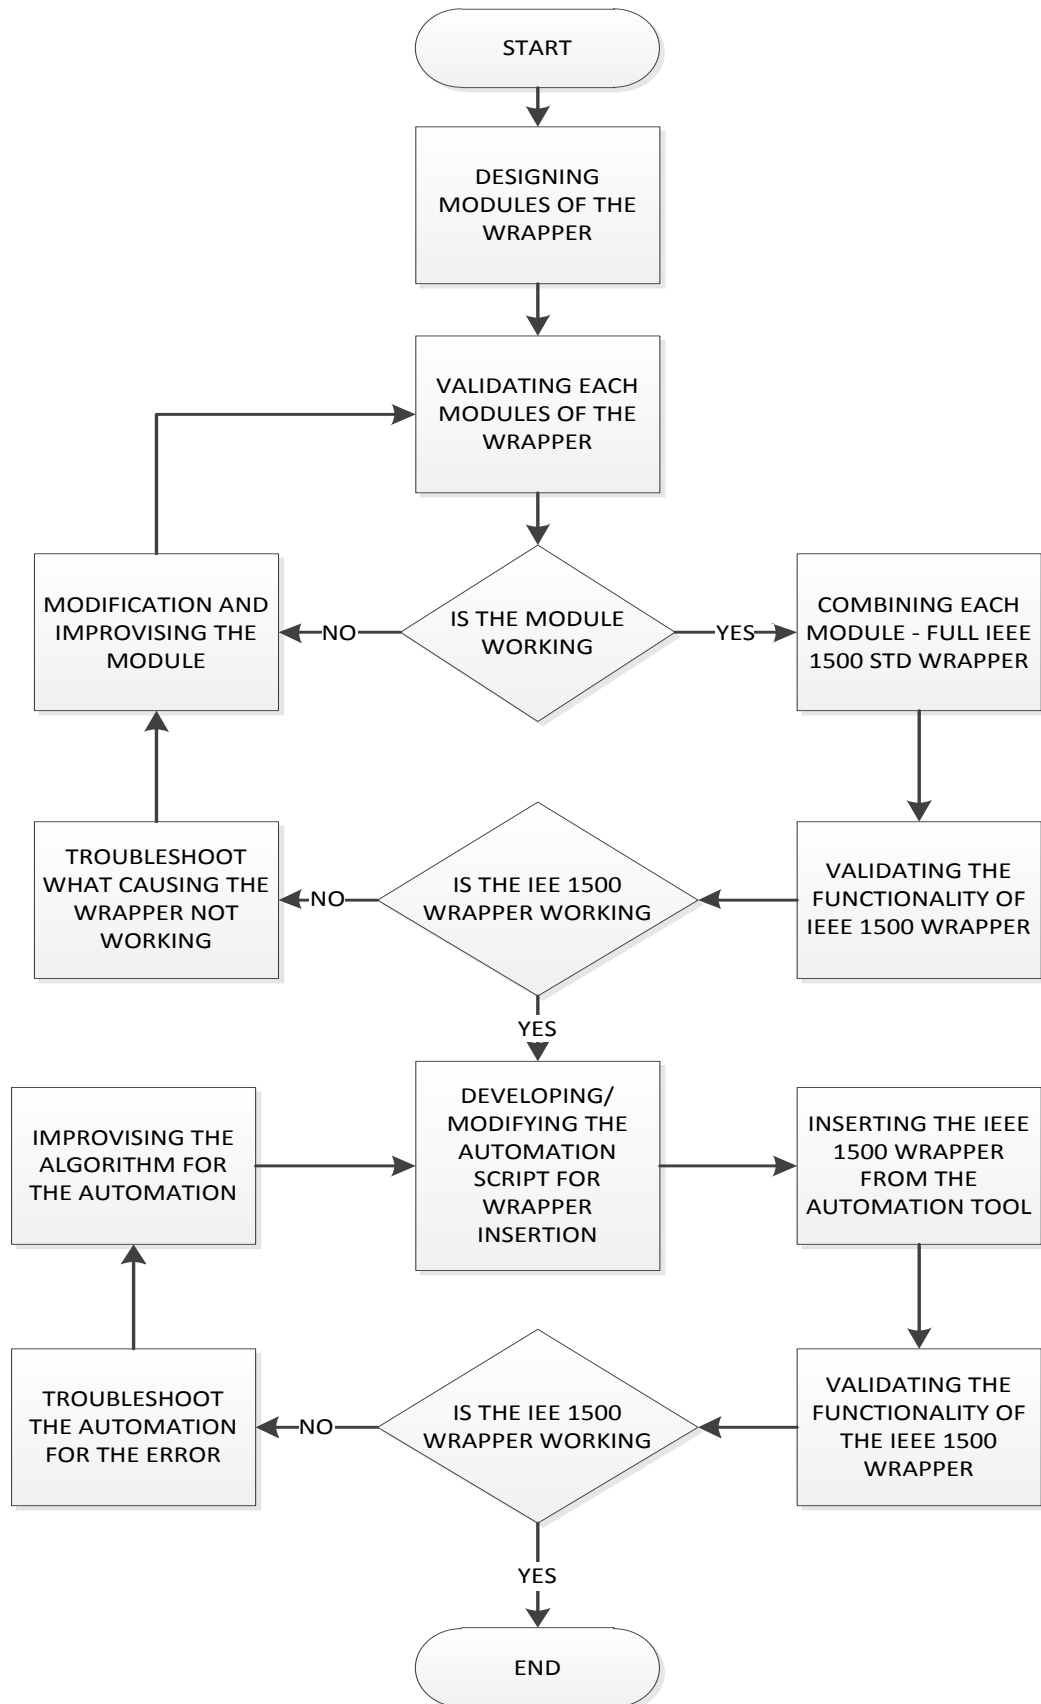 START
DESIGNING
MODULES OF THE
WRAPPER
VALIDATING EACH
MODULES OF THE
WRAPPER
MODIFICATION AND
IMPROVISING THE
MODULE
NO
IS THE MODULE
WORKING
YES
COMBINING EACH
MODULE - FULL IEEE
1500 STD WRAPPER
TROUBLESHOOT
WHAT CAUSING THE
WRAPPER NOT
WORKING
NO
IS THE IEE 1500
WRAPPER WORKING
VALIDATING THE
FUNCTIONALITY OF
IEEE 1500 WRAPPER
YES
IMPROVISING THE
ALGORITHM FOR
THE AUTOMATION
DEVELOPING/
MODIFYING THE
AUTOMATION
SCRIPT FOR
WRAPPER
INSERTION
INSERTING THE IEEE
1500 WRAPPER
FROM THE
AUTOMATION TOOL
TROUBLESHOOT
THE AUTOMATION
FOR THE ERROR
NO
IS THE IEE 1500
WRAPPER WORKING
VALIDATING THE
FUNCTIONALITY OF
THE IEEE 1500
WRAPPER
YES
END